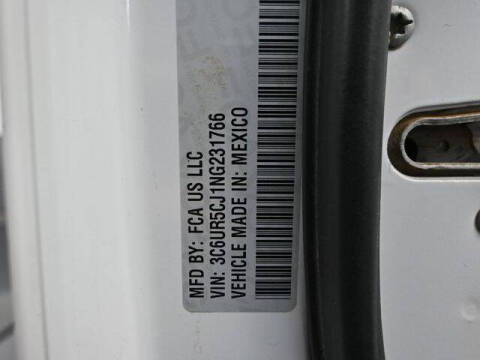 MFD BY: FCA US LLC
VIN: 3C6UR5CJ1NG231766
VEHICLE MADE IN: MEXICO